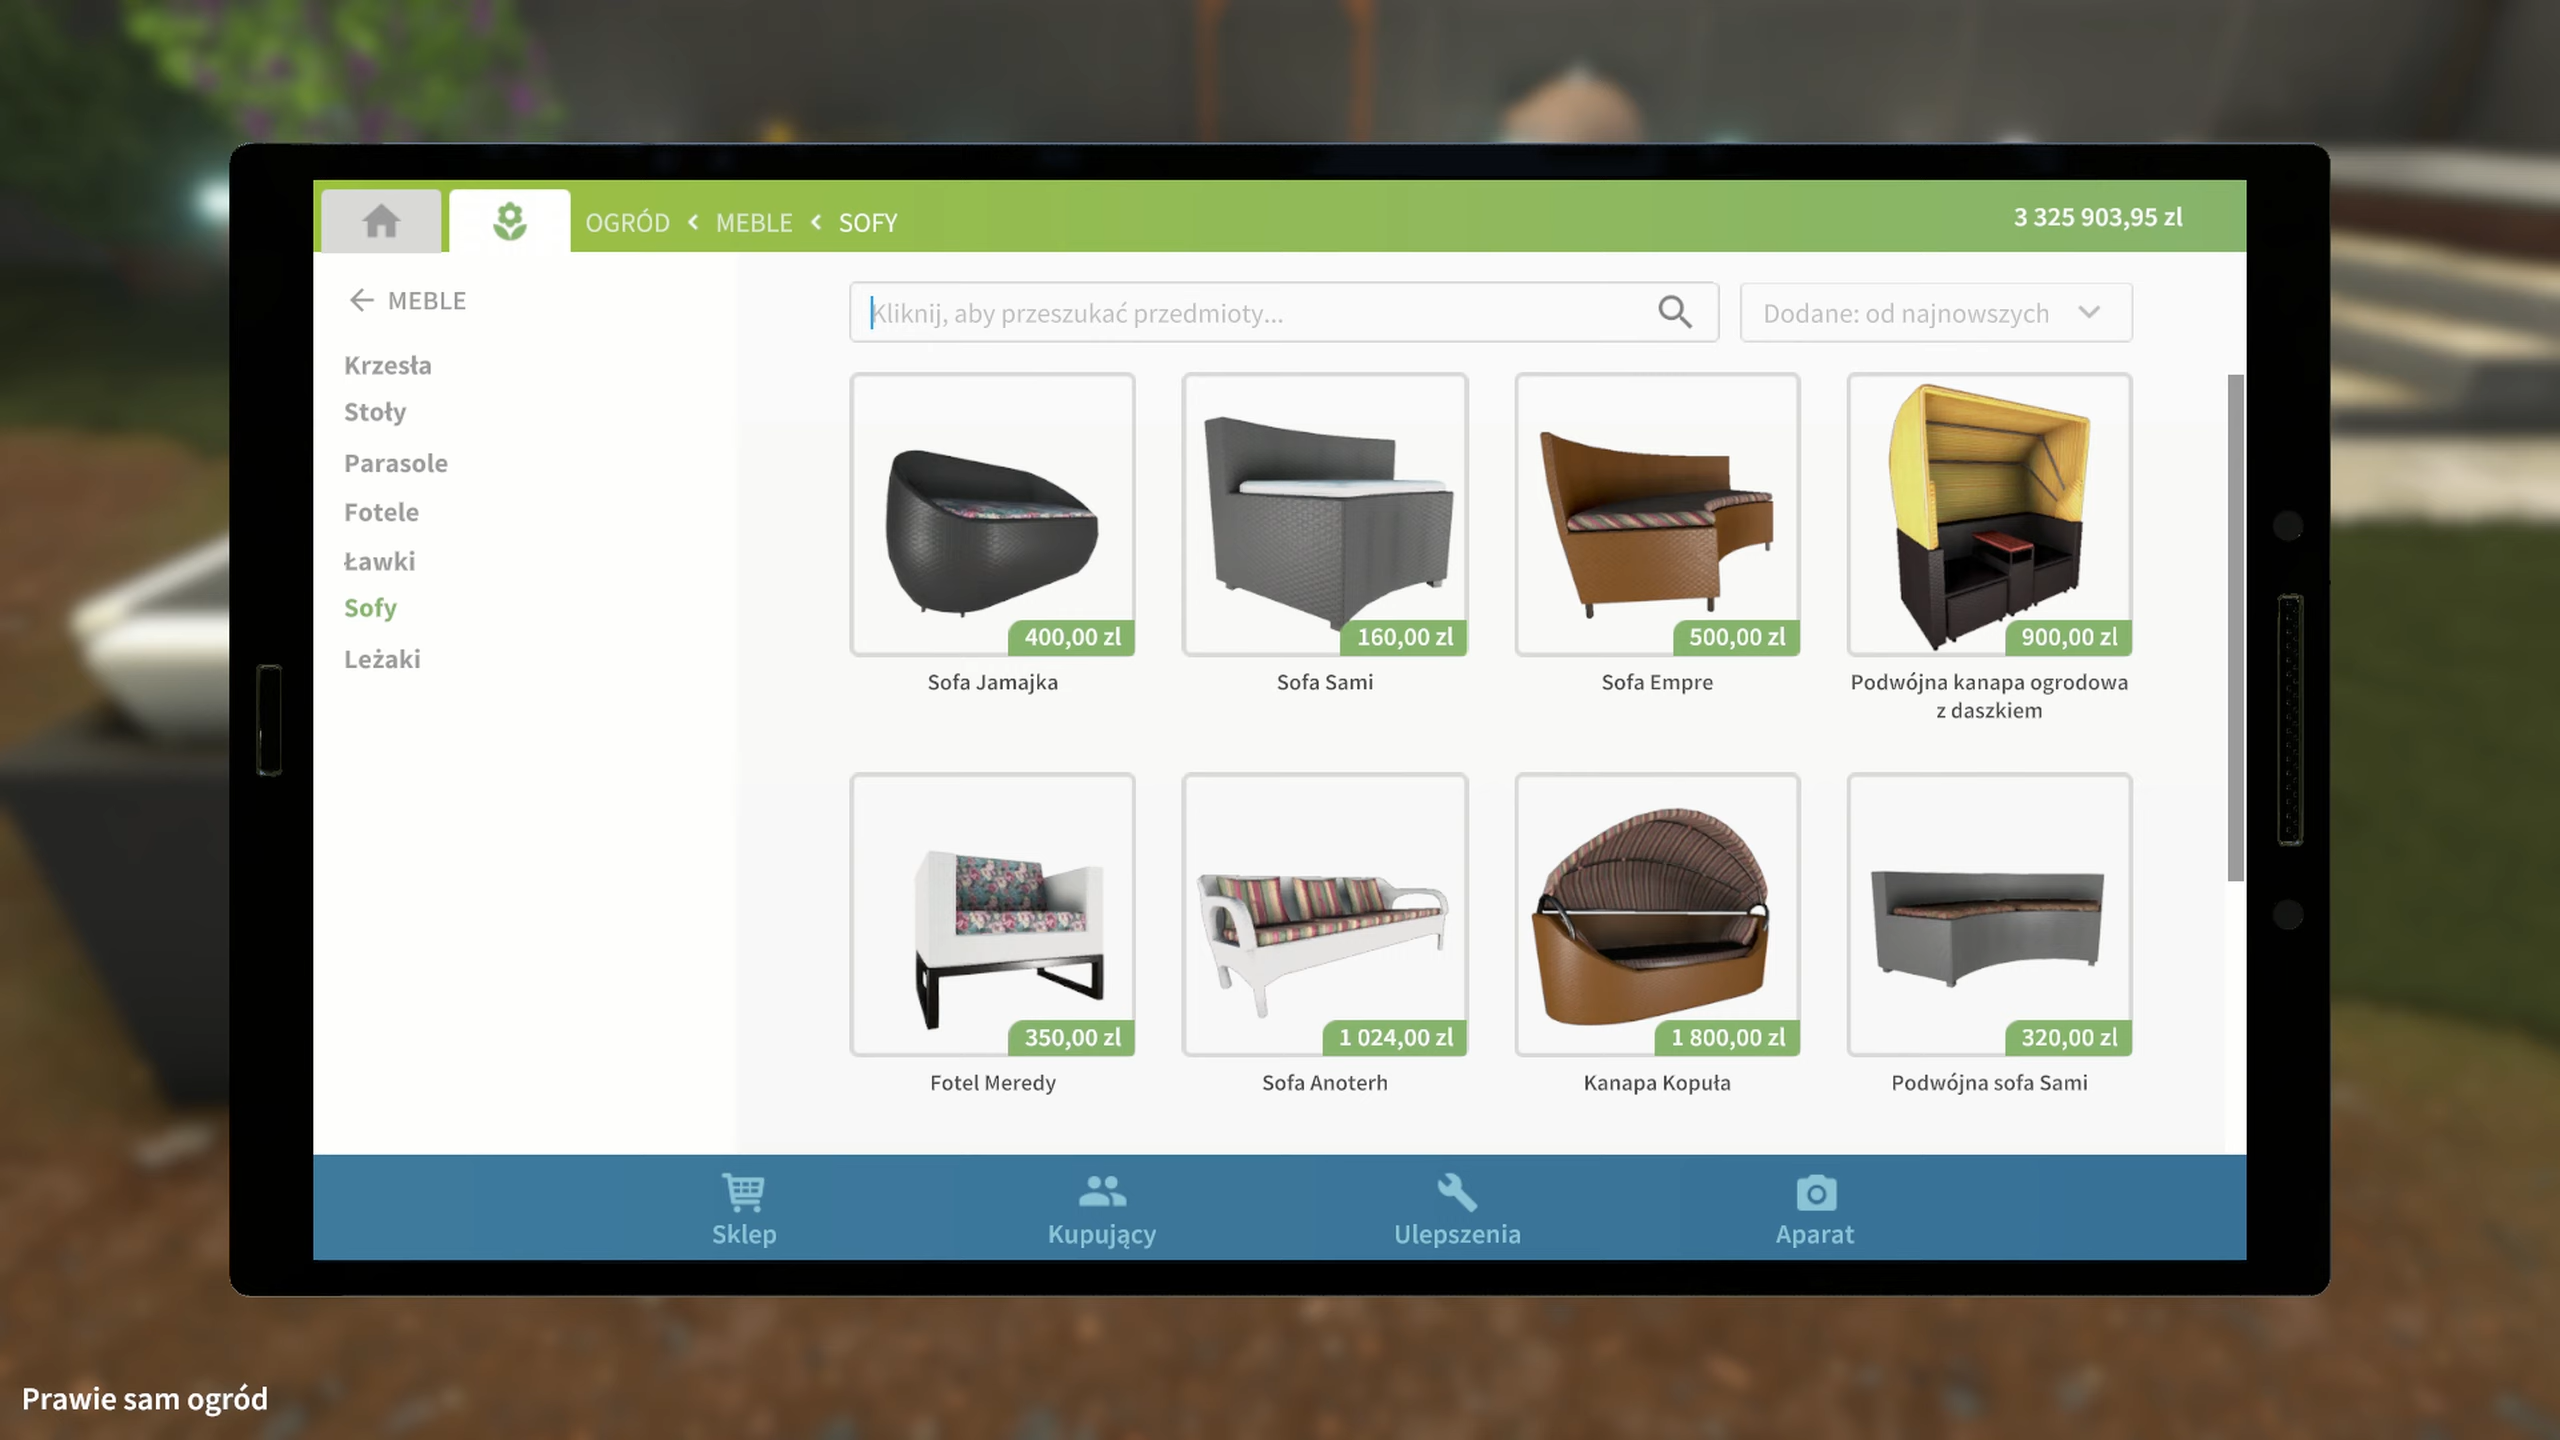 OGRÓD < MEBLE < SOFY
3 325 903,95 zl
MEBLE
Krzesła
Stoły
Parasole
Fotele
Ławki
Sofy
Leżaki
Kliknij, aby przeszukać przedmioty...
Dodane: od najnowszych
400,00 zl
160,00 zl
500,00 zl
900,00 zl
Sofa Jamajka
Sofa Sami
Sofa Empre
Podwójna kanapa ogrodowa
z daszkiem
350,00 zl
1 024,00 zl
1 800,00 zl
320,00 zl
Fotel Meredy
Sofa Anoterh
Kanapa Kopuła
Podwójna sofa Sami
Sklep
Kupujący
Ulepszenia
Aparat
Prawie sam ogród